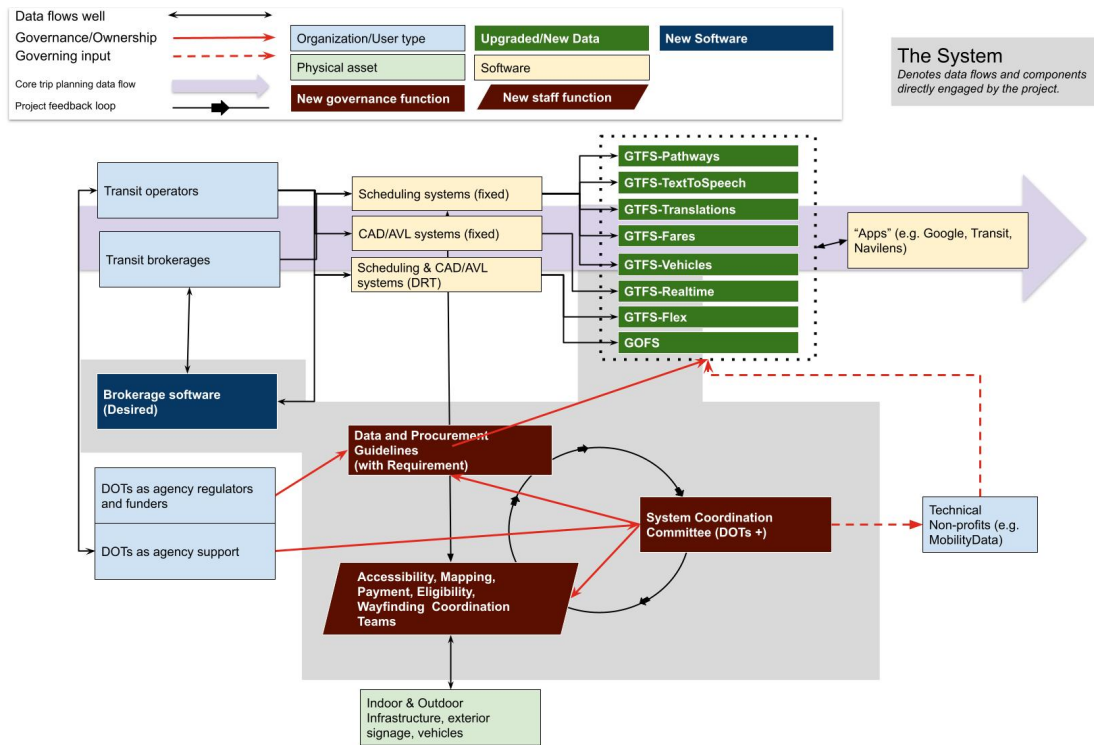 Data flows well
Governance/Ownership
Governing input
Core trip planning data flow
Project feedback loop
Organization/User type
Upgraded/New Data
New Software
Physical asset
Software
New governance function
New staff function
The System
Denotes data flows and components
directly engaged by the project.
Transit operators
Transit brokerages
Scheduling systems (fixed)
CAD/AVL systems (fixed)
Scheduling & CAD/AVL
systems (DRT)
GTFS-Pathways
GTFS-TextToSpeech
GTFS-Translations
GTFS-Fares
GTFS-Vehicles
GTFS-Realtime
GTFS-Flex
GOFS
“Apps” (e.g. Google, Transit,
Navilens)
Brokerage software
(Desired)
Data and Procurement
Guidelines
(with Requirement)
DOTs as agency regulators
and funders
DOTs as agency support
System Coordination
Committee (DOTs +)
Technical
Non-profits (e.g.
MobilityData)
Accessibility, Mapping,
Payment, Eligibility,
Wayfinding Coordination
Teams
Indoor & Outdoor
Infrastructure, exterior
signage, vehicles